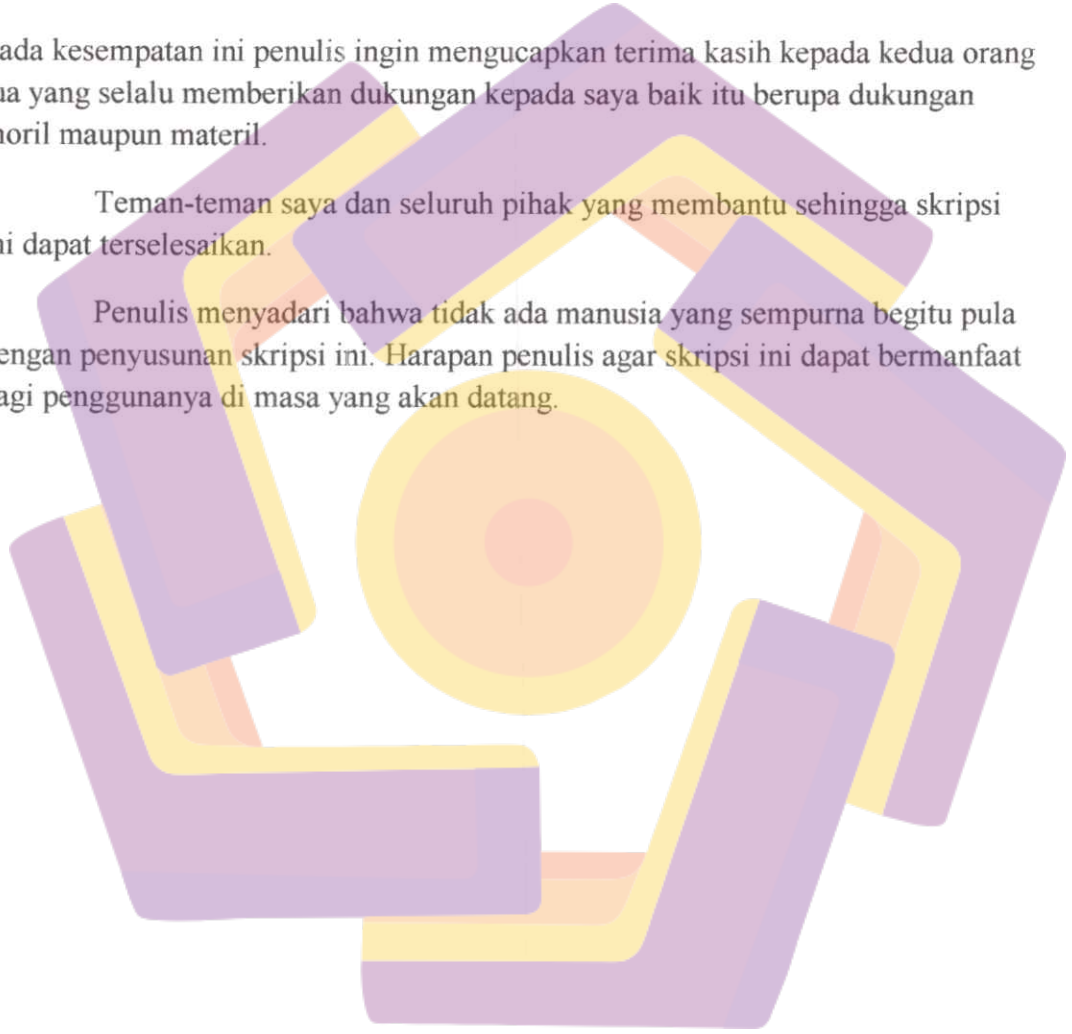 ada kesempatan ini penulis ingin mengucapkan terima kasih kepada kedua orang
ua yang selalu memberikan dukungan kepada saya baik itu berupa dukungan
oril maupun materil.
Teman-teman saya dan seluruh pihak yang membantu sehingga skripsi
ni dapat terselesaikan.
Penulis menyadari bahwa tidak ada manusia yang sempurna begitu pula
engan penyusunan skripsi ini. Harapan penulis agar skripsi ini dapat bermanfaat
agi penggunanya di masa yang akan datang.